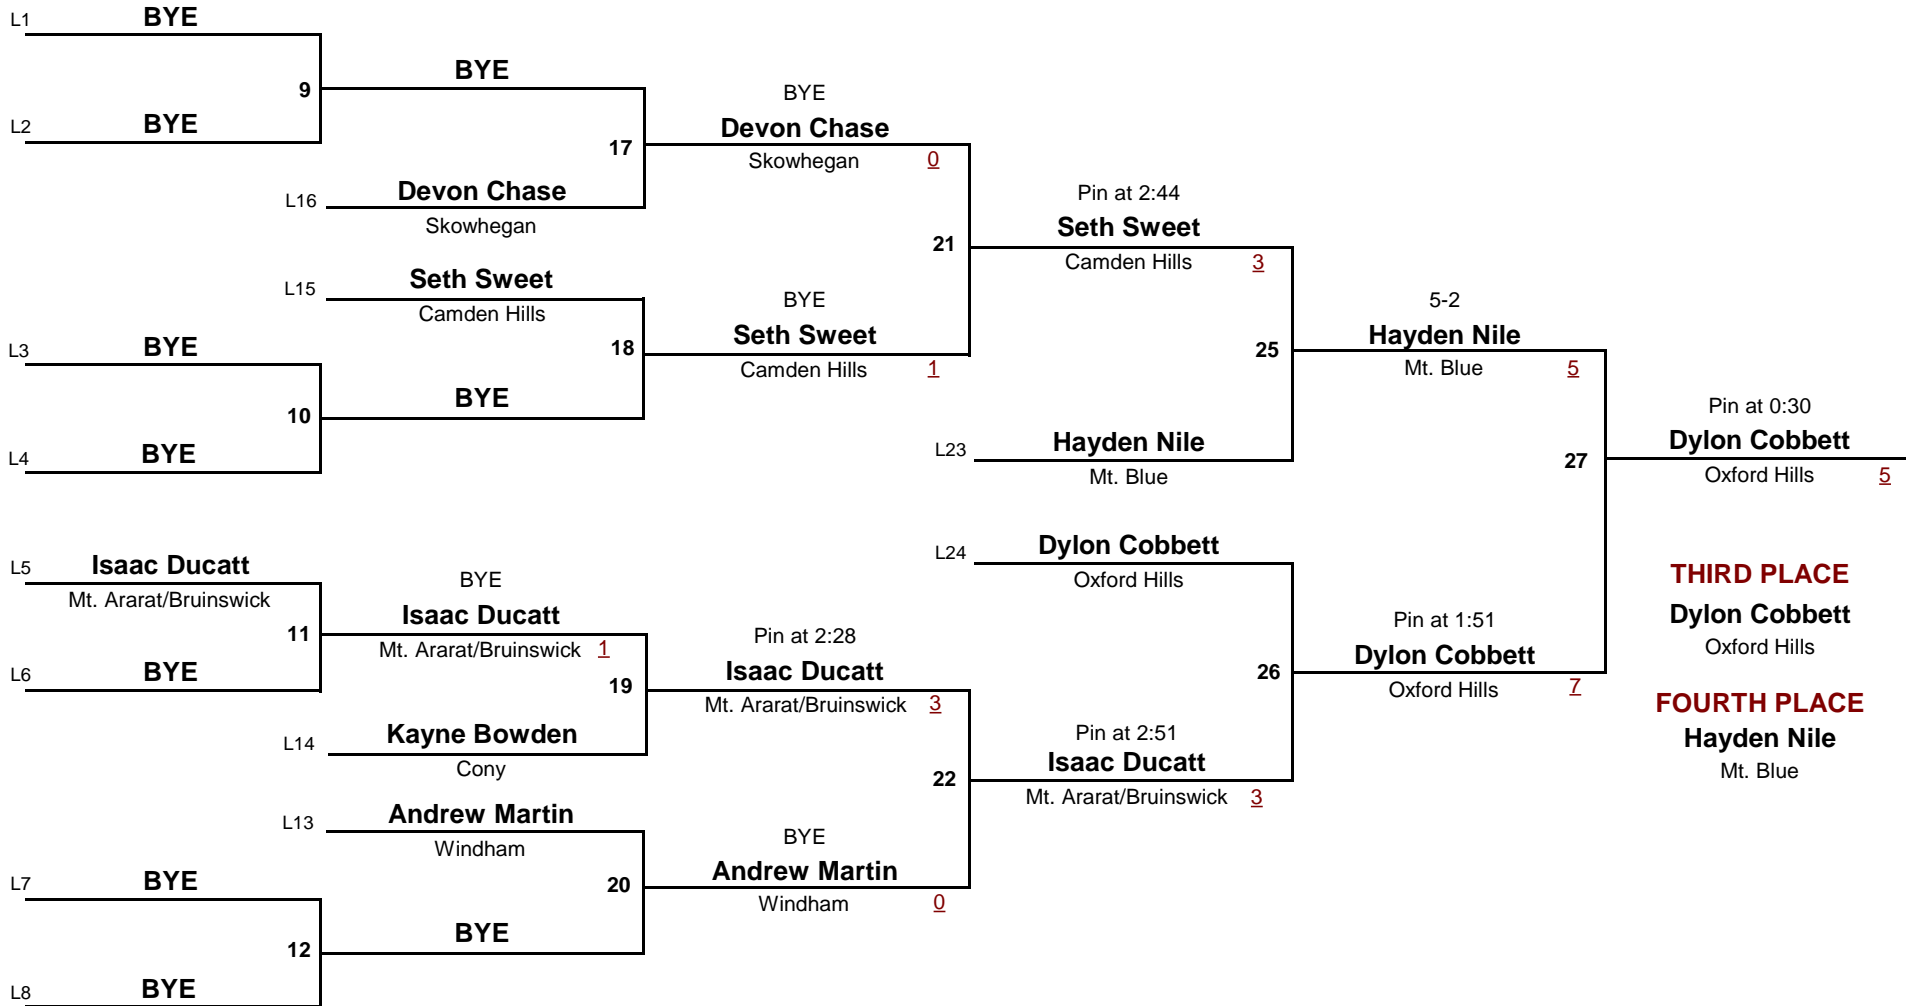 L1 BYE
9
L2 BYE
BYE
17
L16 Devon Chase
Skowhegan
BYE
Devon Chase
Skowhegan 0
21
L15 Seth Sweet
Camden Hills
18
L3 BYE
10
L4 BYE
BYE
BYE
Seth Sweet
Camden Hills 1
Pin at 2:44
Seth Sweet
Camden Hills 3
25
L23 Hayden Nile
Mt. Blue
5-2
Hayden Nile
Mt. Blue 5
27
Pin at 0:30
Dylon Cobbett
Oxford Hills 5
L5 Isaac Ducatt
Mt. Ararat/Bruinswick
11
L6 BYE
BYE
Isaac Ducatt
Mt. Ararat/Bruinswick 1
19
L14 Kayne Bowden
Cony
Pin at 2:28
Isaac Ducatt
Mt. Ararat/Bruinswick 3
22
L13 Andrew Martin
Windham
20
L7 BYE
12
L8 BYE
BYE
BYE
Andrew Martin
Windham 0
L24 Dylon Cobbett
Oxford Hills
26
Pin at 2:51
Isaac Ducatt
Mt. Ararat/Bruinswick 3
Pin at 1:51
Dylon Cobbett
Oxford Hills 7
THIRD PLACE
Dylon Cobbett
Oxford Hills
FOURTH PLACE
Hayden Nile
Mt. Blue